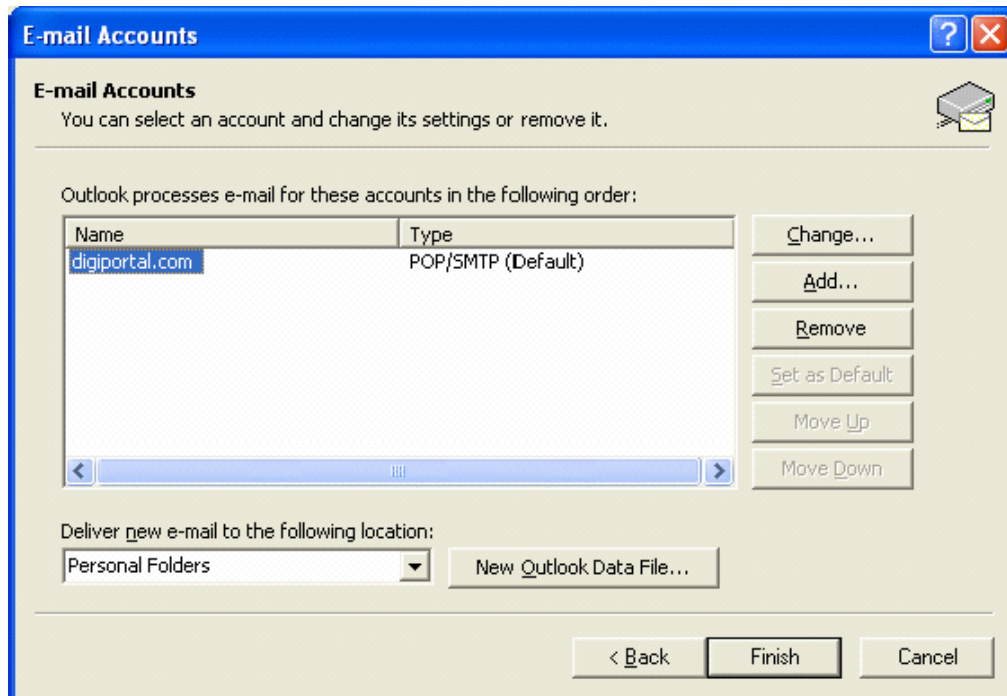 E-mail Accounts
E-mail Accounts
You can select an account and change its settings or remove it.
Outlook processes e-mail for these accounts in the following order:
Name Type
digiportal.com POP/SMTP (Default)
Change...
Add...
Remove
Set as Default
Move Up
Move Down
Deliver new e-mail to the following location:
Personal Folders New Outlook Data File...
< Back Finish Cancel